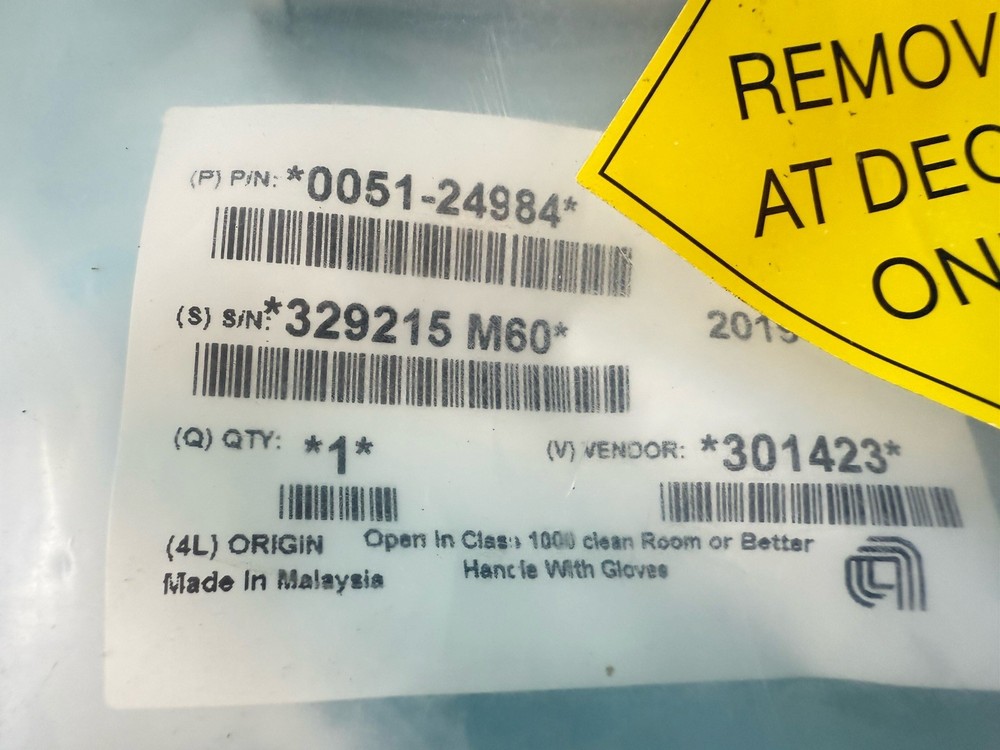 (P) P/N: *0051-24984*
(S) S/N: *329215 M60*
2015
(Q) QTY: *1*
(V) VENDOR: *301423*
(4L) ORIGIN
Made In Malaysia
Open In Class 1000 clean Room or Better
Handle With Gloves
REMOV
AT DEC
ON